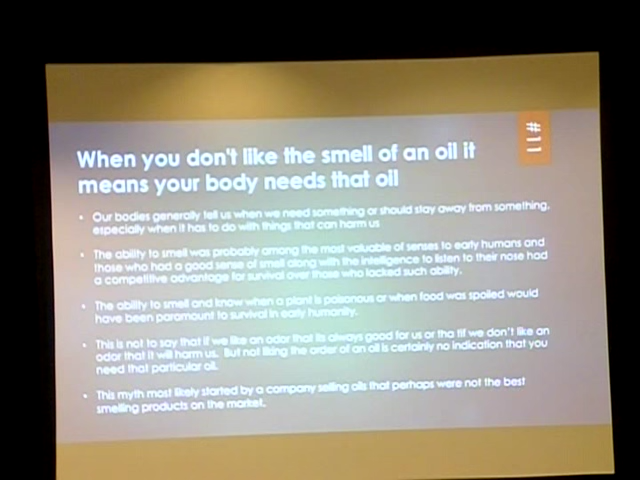 #11
When you don't like the smell of an oil it
means your body needs that oil
• Our bodies generally tell us when we need something or should stay away from something,
especially when it has to do with things that can harm us
• The ability to smell was probably among the most valuable of senses to early humans and
those who had a good sense of smell along with the intelligence to listen to their nose had
a competitive advantage for survival over those who lacked such ability.
• The ability to smell and know when a plant is poisonous or when food was spoiled would
have been paramount to survival in early humanity.
• This is not to say that if we like an odor that its always good for us or tha tif we don't like an
odor that it will harm us. But not liking the order of an oil is certainly no indication that you
need that particular oil.
• This myth most likely started by a company selling oils that perhaps were not the best
smelling products on the market.